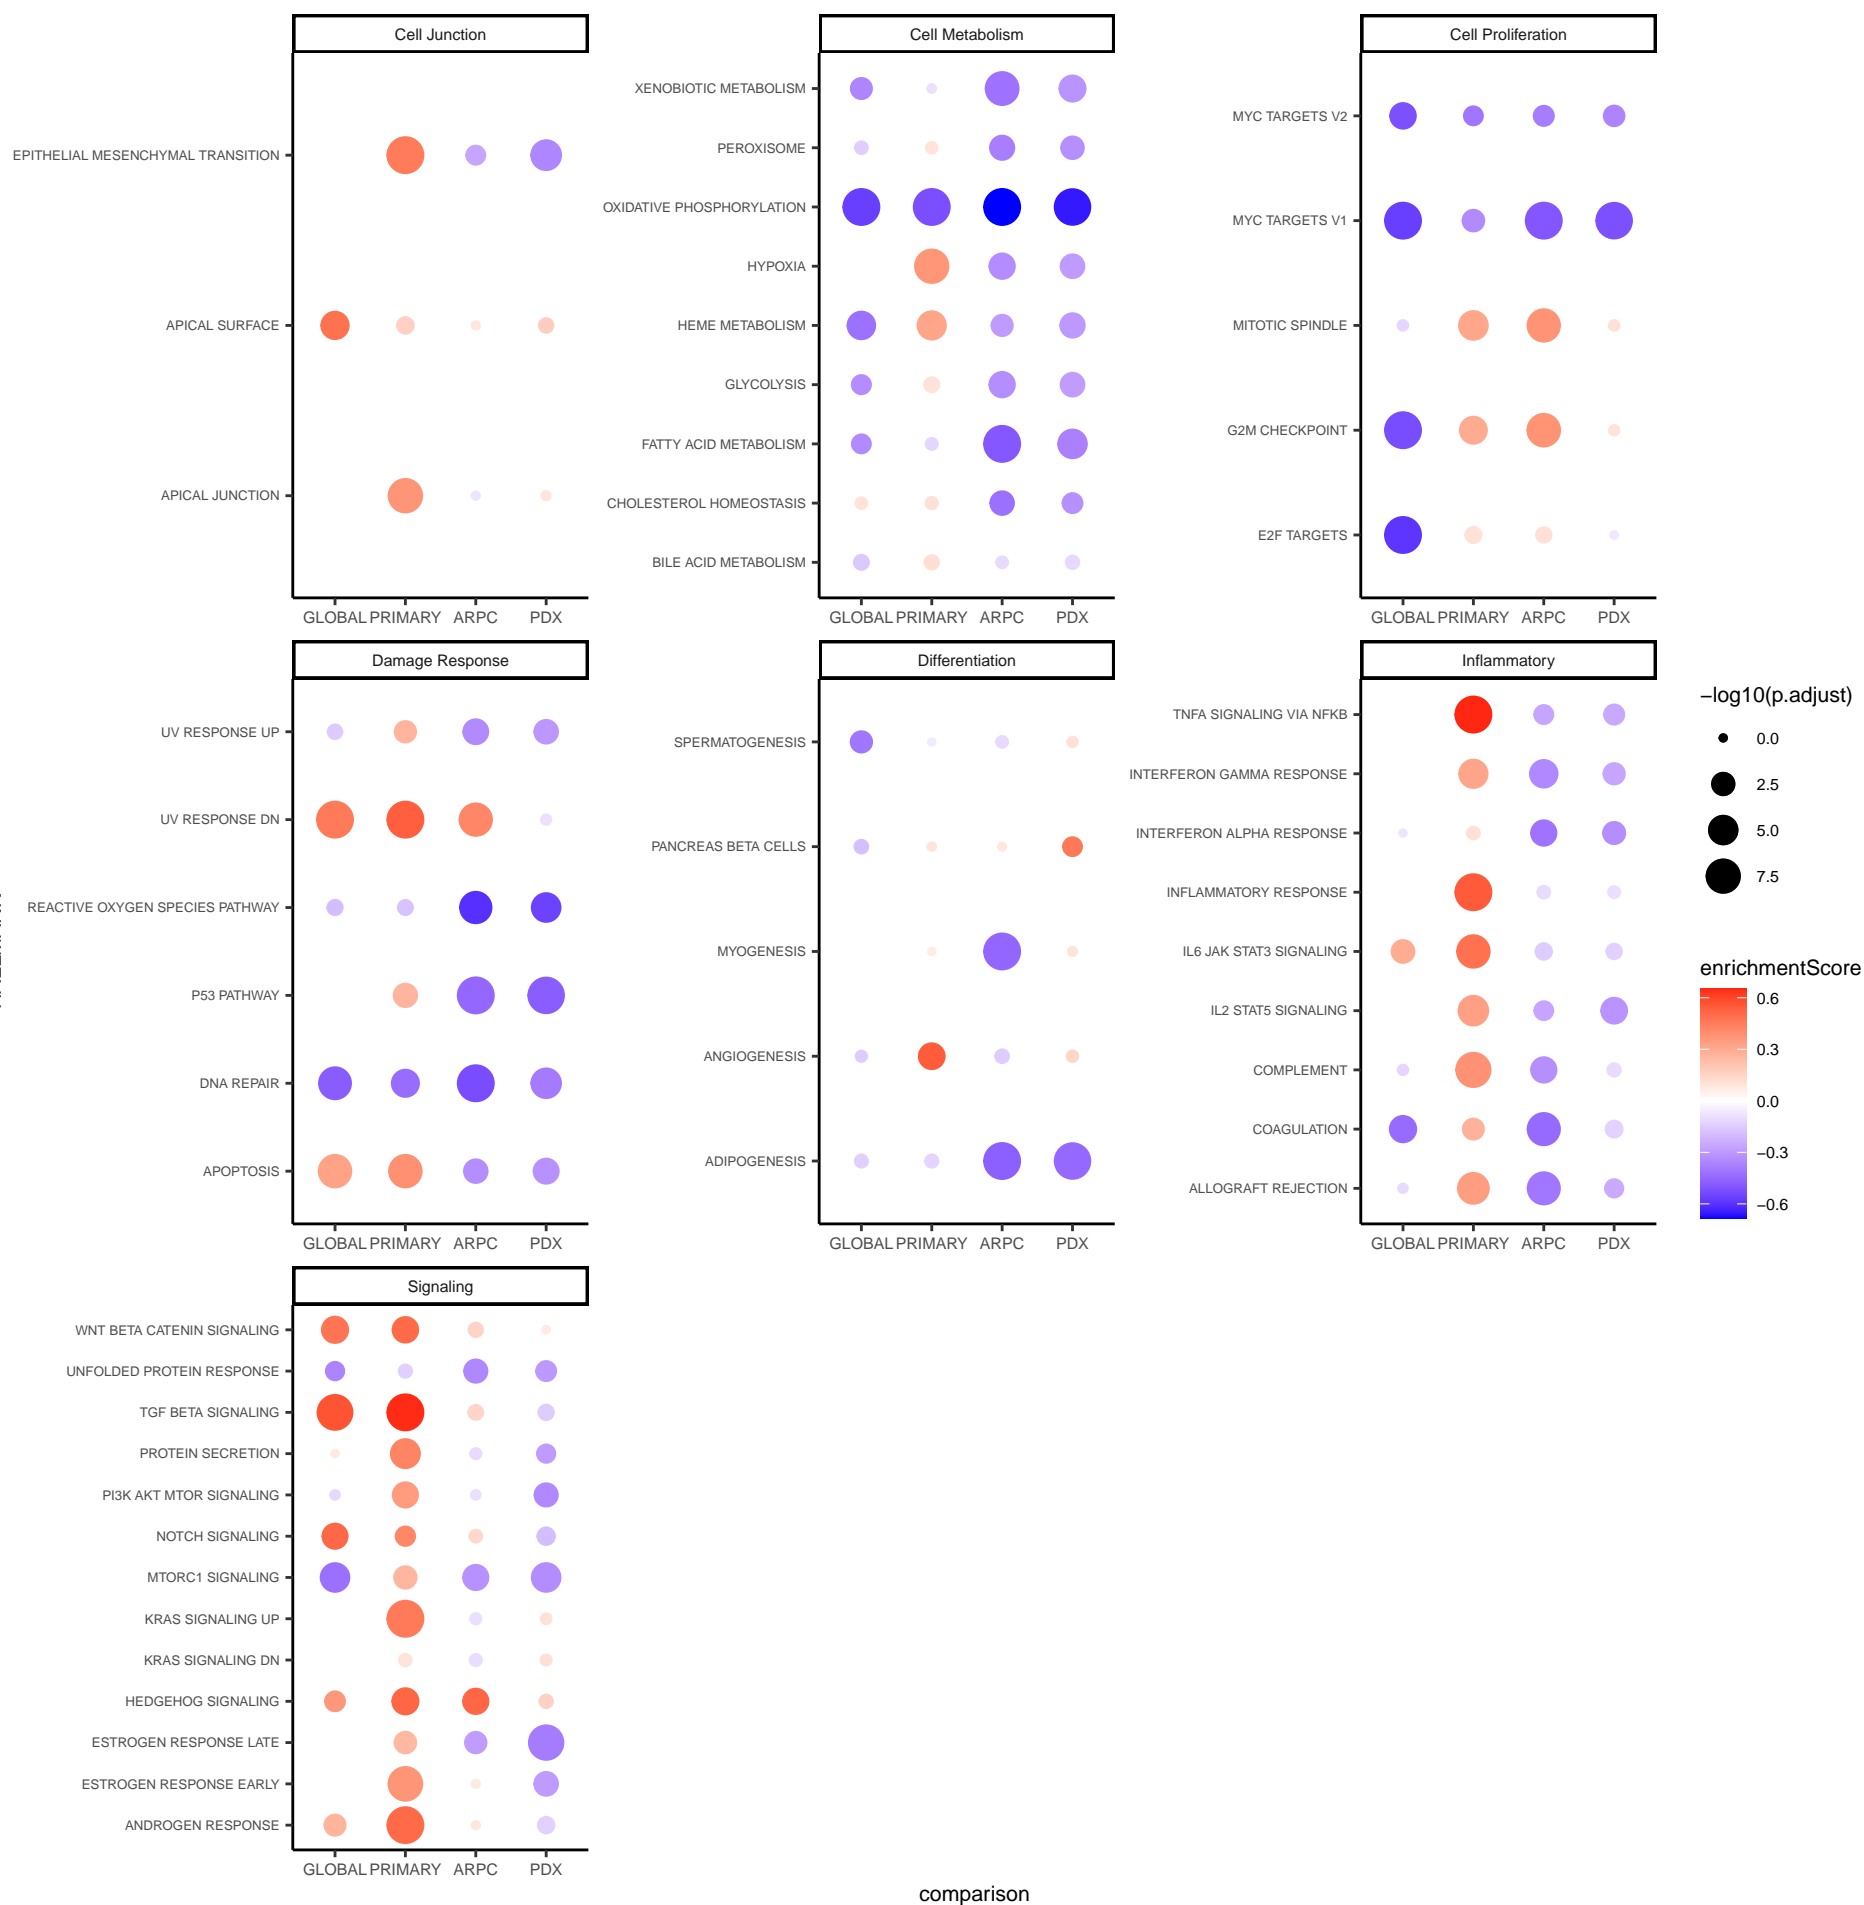 Cell Junction
EPITHELIAL MESENCHYMAL TRANSITION
APICAL SURFACE
APICAL JUNCTION
GLOBAL PRIMARY ARPC PDX
Cell Metabolism
XENOBIOTIC METABOLISM
PEROXISOME
OXIDATIVE PHOSPHORYLATION
HYPOXIA
HEME METABOLISM
GLYCOLYSIS
FATTY ACID METABOLISM
CHOLESTEROL HOMEOSTASIS
BILE ACID METABOLISM
GLOBAL PRIMARY ARPC PDX
Cell Proliferation
MYC TARGETS V2
MYC TARGETS V1
MITOTIC SPINDLE
G2M CHECKPOINT
E2F TARGETS
GLOBAL PRIMARY ARPC PDX
Damage Response
UV RESPONSE UP
UV RESPONSE DN
REACTIVE OXYGEN SPECIES PATHWAY
P53 PATHWAY
DNA REPAIR
APOPTOSIS
GLOBAL PRIMARY ARPC PDX
Differentiation
SPERMATOGENESIS
PANCREAS BETA CELLS
MYOGENESIS
ANGIOGENESIS
ADIPOGENESIS
GLOBAL PRIMARY ARPC PDX
Inflammatory
TNFA SIGNALING VIA NFKB
INTERFERON GAMMA RESPONSE
INTERFERON ALPHA RESPONSE
INFLAMMATORY RESPONSE
IL6 JAK STAT3 SIGNALING
IL2 STAT5 SIGNALING
COMPLEMENT
COAGULATION
ALLOGRAFT REJECTION
GLOBAL PRIMARY ARPC PDX
−log10(p.adjust)
0.0
2.5
5.0
7.5
enrichmentScore
0.6
0.3
0.0
−0.3
−0.6
Signaling
WNT BETA CATENIN SIGNALING
UNFOLDED PROTEIN RESPONSE
TGF BETA SIGNALING
PROTEIN SECRETION
PI3K AKT MTOR SIGNALING
NOTCH SIGNALING
MTORC1 SIGNALING
KRAS SIGNALING UP
KRAS SIGNALING DN
HEDGEHOG SIGNALING
ESTROGEN RESPONSE LATE
ESTROGEN RESPONSE EARLY
ANDROGEN RESPONSE
GLOBAL PRIMARY ARPC PDX
comparison